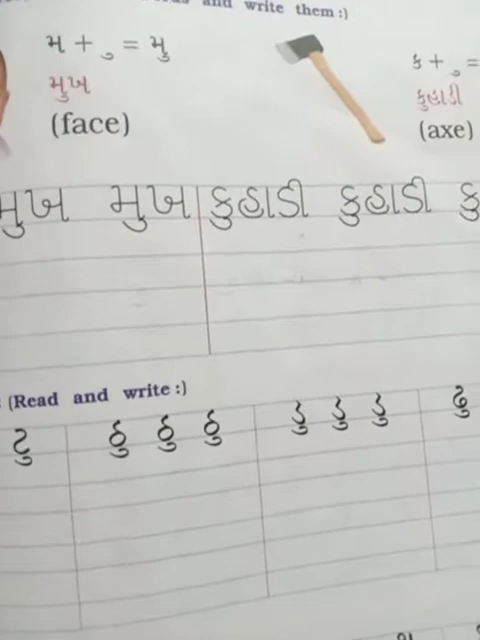 and write them:)
મ + ુ = મુ
ક + ુ =
મુખ
કુહાડી
(face)
(axe)
મુખ મુખ કુહાડી કુહાડી કુ
(Read and write:)
ટુ ઠુ ઠુ ઠુ ડુ ડુ ડુ ઢુ